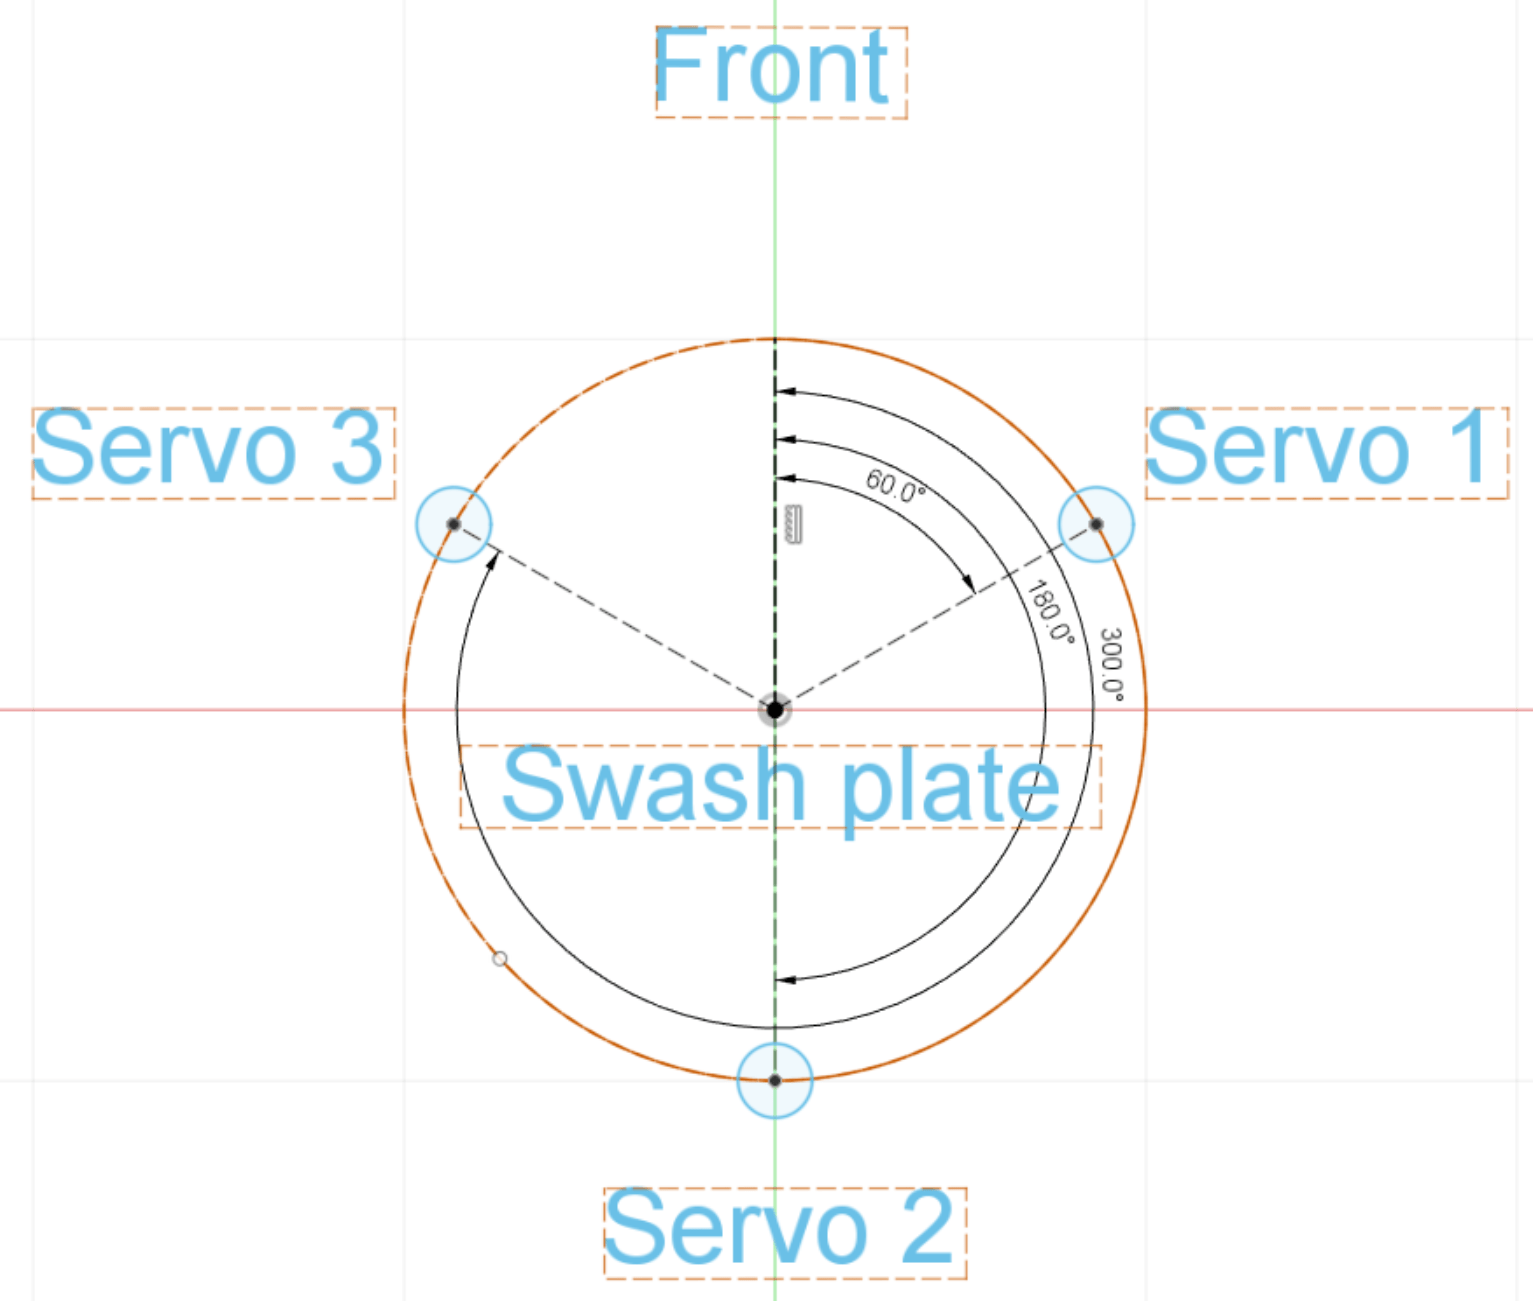 Front
Servo 3
Servo 1
60.0°
180.0°
300.0°
Swash plate
Servo 2